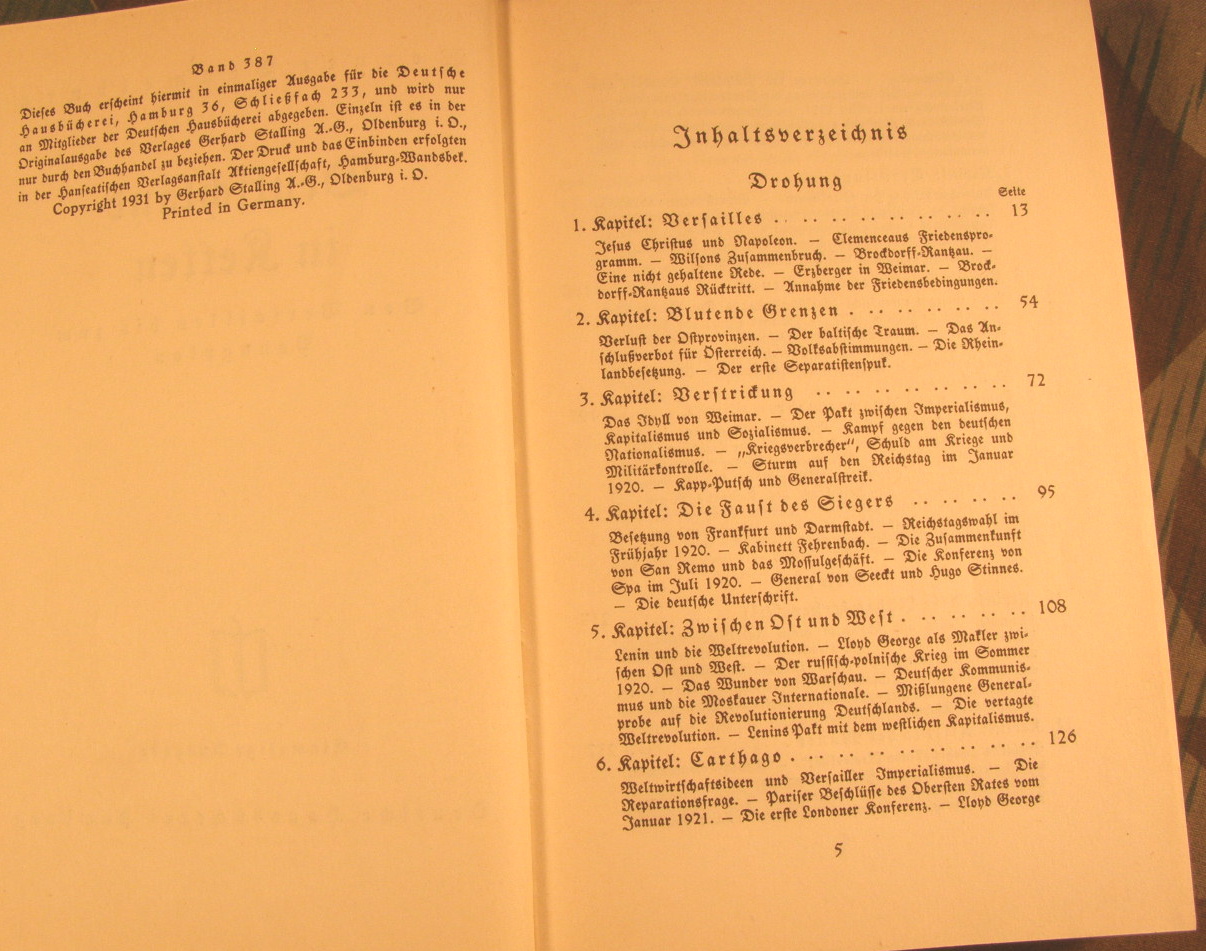 Band 387
Dieses Buch erscheint hiermit in einmaliger Ausgabe für die Deutsche
Hausbücherei, Hamburg 36, Schließfach 233, und wird nur
an Mitglieder der Deutschen Hausbücherei abgegeben. Einzeln ist es in der
Originalausgabe des Verlages Gerhard Stalling A.-G., Oldenburg i. O.,
nur durch den Buchhandel zu beziehen. Der Druck und das Einbinden erfolgten
in der Hanseatischen Verlagsanstalt Aktiengesellschaft, Hamburg-Wandsbek.
Copyright 1931 by Gerhard Stalling A.-G., Oldenburg i. O.
Printed in Germany.
Inhaltsverzeichnis
Drohung
Seite
1. Kapitel: Versailles . . . . . . . . . . . . . . 13
Jesus Christus und Napoleon. — Clemenceaus Friedenspro-
gramm. — Wilsons Zusammenbruch. — Brockdorff-Rantzau. —
Eine nicht gehaltene Rede. — Erzberger in Weimar. — Brock-
dorff-Rantzaus Rücktritt. — Annahme der Friedensbedingungen.
2. Kapitel: Blutende Grenzen . . . . . . . . . . 54
Verlust der Ostprovinzen. — Der baltische Traum. — Das An-
schlußverbot für Österreich. — Volksabstimmungen. — Die Rhein-
landbesetzung. — Der erste Separatistenspuk.
3. Kapitel: Verstrickung . . . . . . . . . . . . . . 72
Das Idyll von Weimar. — Der Pakt zwischen Imperialismus,
Kapitalismus und Sozialismus. — Kampf gegen den deutschen
Nationalismus. — „Kriegsverbrecher“, Schuld am Kriege und
Militärkontrolle. — Sturm auf den Reichstag im Januar
1920. — Kapp-Putsch und Generalstreik.
4. Kapitel: Die Faust des Siegers . . . . . . . . 95
Besetzung von Frankfurt und Darmstadt. — Reichstagswahl im
Frühjahr 1920. — Kabinett Fehrenbach. — Die Zusammenkunft
von San Remo und das Mossulgeschäft. — Die Konferenz von
Spa im Juli 1920. — General von Seeckt und Hugo Stinnes.
— Die deutsche Unterschrift.
5. Kapitel: Zwischen Ost und West . . . . . . . . . 108
Lenin und die Weltrevolution. — Lloyd George als Makler zwi-
schen Ost und West. — Der russisch-polnische Krieg im Sommer
1920. — Das Wunder von Warschau. — Deutscher Kommunis-
mus und die Moskauer Internationale. — Mißlungene General-
probe auf die Revolutionierung Deutschlands. — Die vertagte
Weltrevolution. — Lenins Pakt mit dem westlichen Kapitalismus.
6. Kapitel: Carthago . . . . . . . . . . . . . . . . . 126
Weltwirtschaftsideen und Versailler Imperialismus. — Die
Reparationsfrage. — Pariser Beschlüsse des Obersten Rates vom
Januar 1921. — Die erste Londoner Konferenz. — Lloyd George
5